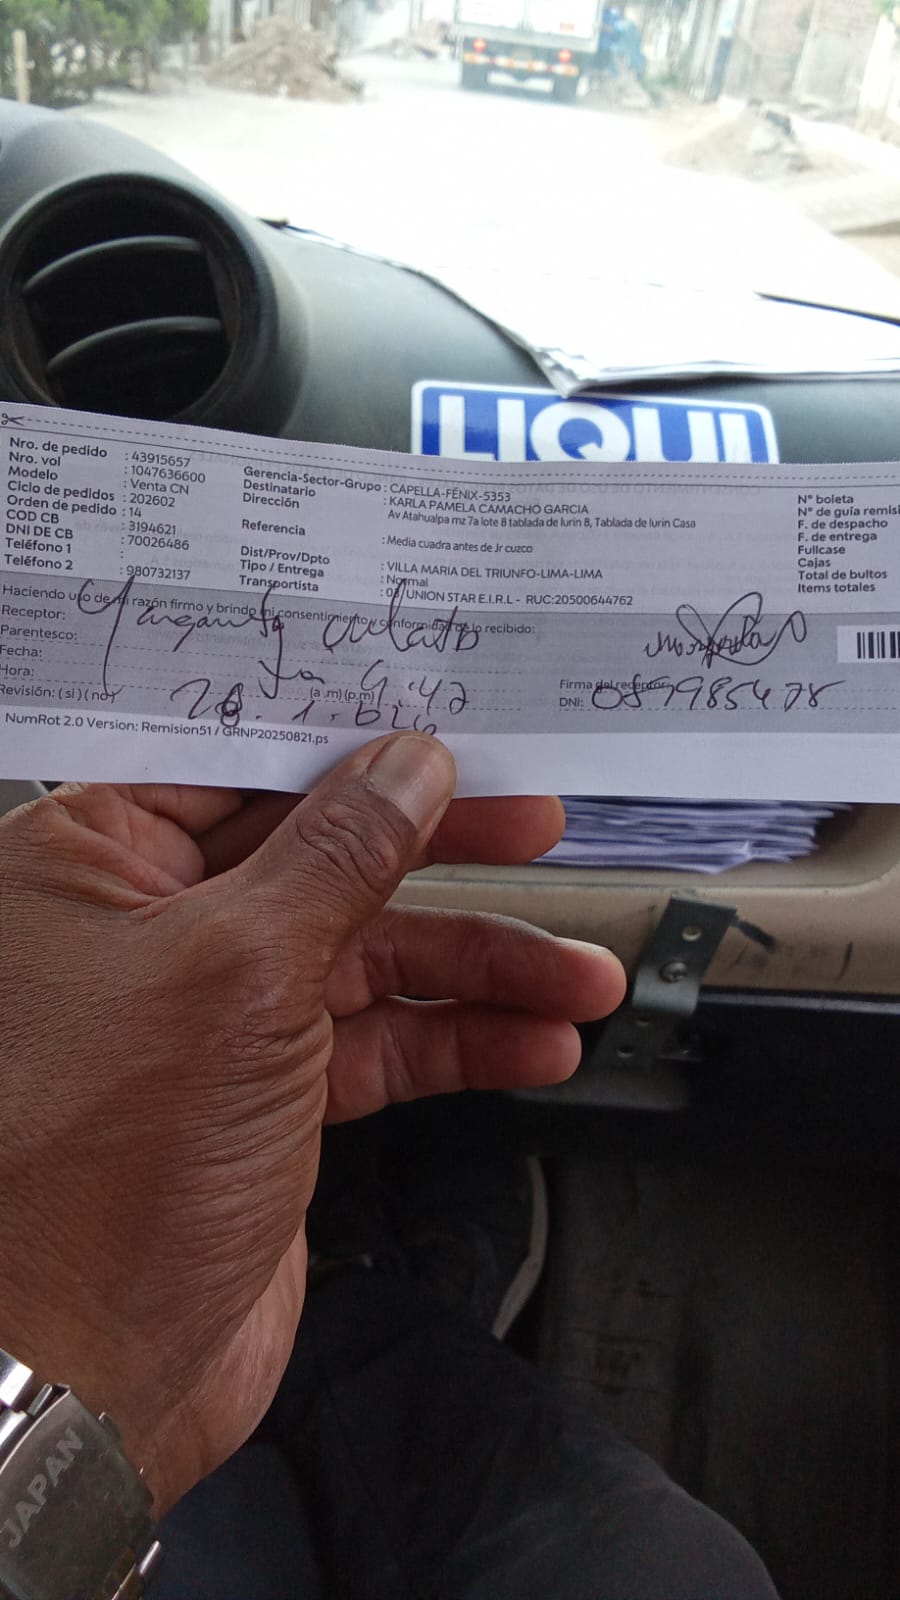 LIQUI
Nro. de pedido : 43915657
Nro. vol : 1047636600
Modelo : Venta CN
Ciclo de pedidos : 202602
Orden de pedido : 14
COD CB : 3194621
DNI DE CB : 70026486
Teléfono 1 :
Teléfono 2 : 980732137
Gerencia-Sector-Grupo : CAPELLA-FENIX-5353
Destinatario : KARLA PAMELA CAMACHO GARCIA
Dirección Av Atahualpa mz 7a lote 8 tablada de lurin 8, Tablada de lurin Casa
Referencia : Media cuadra antes de Jr cuzco
Dist/Prov/Dpto : VILLA MARIA DEL TRIUNFO-LIMA-LIMA
Tipo / Entrega : Normal
Transportista : 03/ UNION STAR E.I.R.L - RUC:20500644762
N° boleta
N° de guía remisi
F. de despacho
F. de entrega
Fullcase
Cajas
Total de bultos
Items totales
Haciendo uso de mi razón firmo y brindo mi consentimiento y conformidad de lo recibido:
Receptor:
Parentesco:
Fecha:
Hora: (a.m) (p.m)
Revisión: ( si ) ( no )
Firma del receptor:
DNI:
NumRot 2.0 Version: Remision51 / GRNP20250821.ps
JAPAN